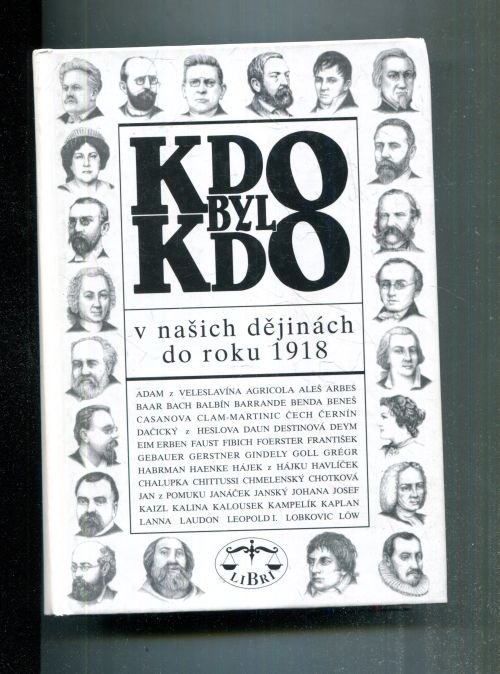 KDO
BYL
KDO
v našich dějinách
do roku 1918
ADAM z VELESLAVÍNA AGRICOLA ALEŠ ARBES
BAAR BACH BALBÍN BARRANDE BENDA BENEŠ
CASANOVA CLAM-MARTINIC ČECH ČERNÍN
DAČICKÝ z HESLOVA DAUN DESTINOVÁ DEYM
EIM ERBEN FAUST FIBICH FOERSTER FRANTIŠEK
GEBAUER GERSTNER GINDELY GOLL GRÉGR
HABRMAN HAENKE HÁJEK z HÁJKU HAVLÍČEK
CHALUPKA CHITTUSSI CHMELENSKÝ CHOTKOVÁ
JAN z POMUKU JANÁČEK JANSKÝ JOHANA JOSEF
KAIZL KALINA KALOUSEK KAMPELÍK KAPLAN
LANNA LAUDON LEOPOLD I. LOBKOVIC LÖW
LIBRI